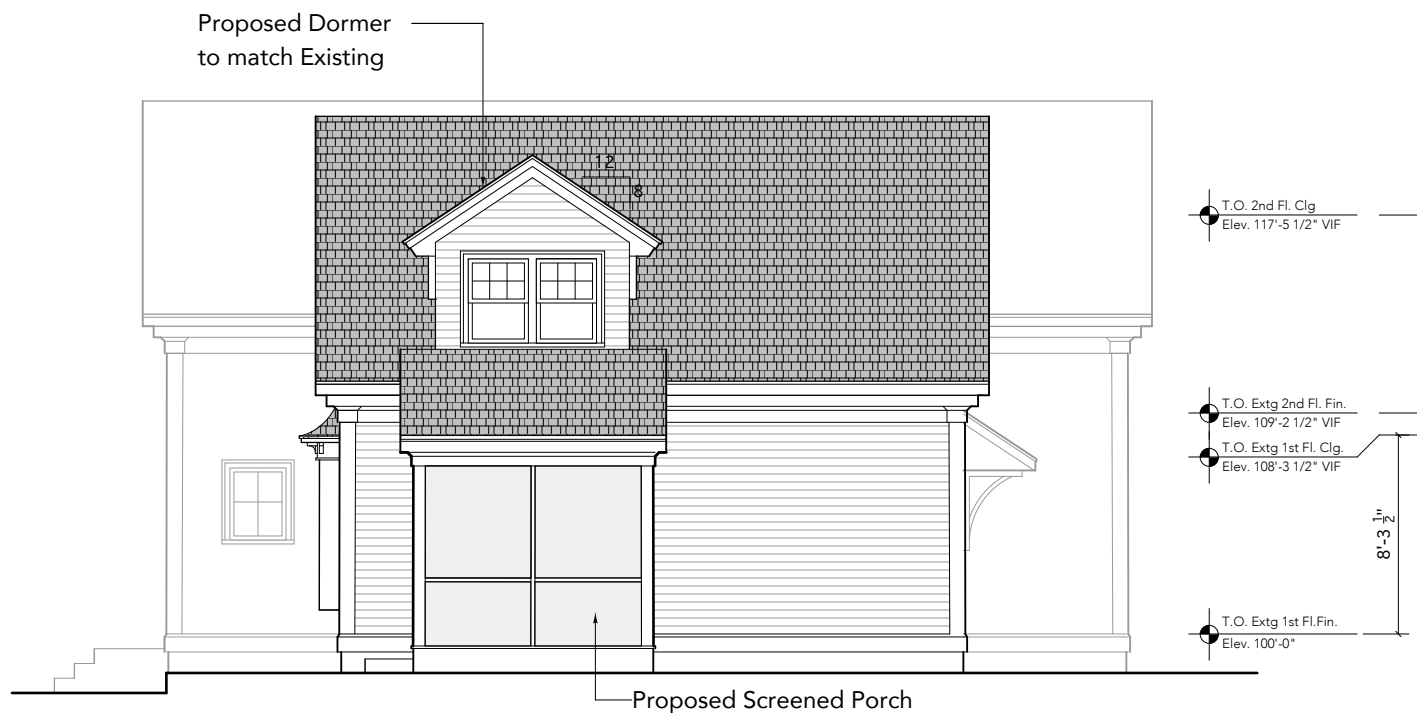 Proposed Dormer
to match Existing
12
8
T.O. 2nd Fl. Clg
Elev. 117'-5 1/2" VIF
T.O. Extg 2nd Fl. Fin.
Elev. 109'-2 1/2" VIF
T.O. Extg 1st Fl. Clg.
Elev. 108'-3 1/2" VIF
8'-3 1/2"
T.O. Extg 1st Fl.Fin.
Elev. 100'-0"
Proposed Screened Porch